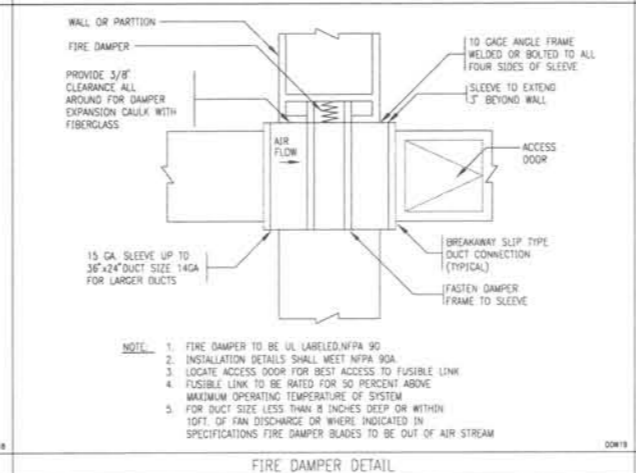 WALL OR PARTTION
FIRE DAMPER
PROVIDE 3/8"
CLEARANCE ALL
AROUND FOR DAMPER
EXPANSION CAULK WITH
FIBERGLASS
AIR
FLOW
15 GA. SLEEVE UP TO
36"x24" DUCT SIZE 14GA
FOR LARGER DUCTS
10 GAGE ANGLE FRAME
WELDED OR BOLTED TO ALL
FOUR SIDES OF SLEEVE
SLEEVE TO EXTEND
3" BEYOND WALL
ACCESS
DOOR
BREAKAWAY SLIP TYPE
DUCT CONNECTION
(TYPICAL)
FASTEN DAMPER
FRAME TO SLEEVE
NOTE: 1. FIRE DAMPER TO BE UL LABELED,NFPA 90
2. INSTALLATION DETAILS SHALL MEET NFPA 90A.
3. LOCATE ACCESS DOOR FOR BEST ACCESS TO FUSIBLE LINK
4. FUSIBLE LINK TO BE RATED FOR 50 PERCENT ABOVE
MAXIMUM OPERATING TEMPERATURE OF SYSTEM
5. FOR DUCT SIZE LESS THAN 8 INCHES DEEP OR WITHIN
10FT. OF FAN DISCHARGE OR WHERE INDICATED IN
SPECIFICATIONS FIRE DAMPER BLADES TO BE OUT OF AIR STREAM
FIRE DAMPER DETAIL